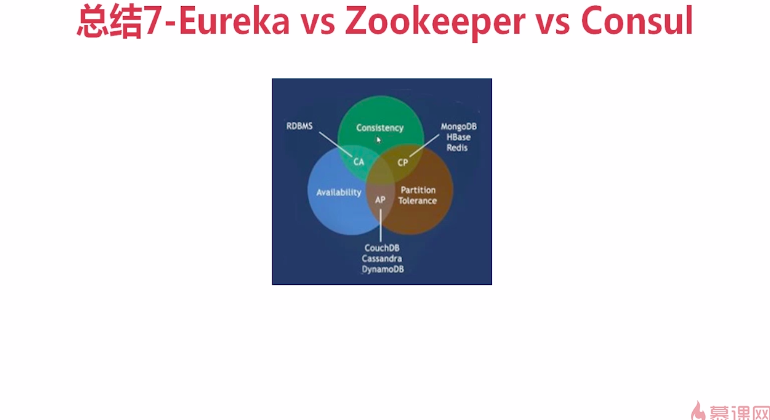 总结7-Eureka vs Zookeeper vs Consul
RDBMS
Consistency
MongoDB
HBase
Redis
CA
CP
Availability
Partition
Tolerance
AP
CouchDB
Cassandra
DynamoDB
慕课网